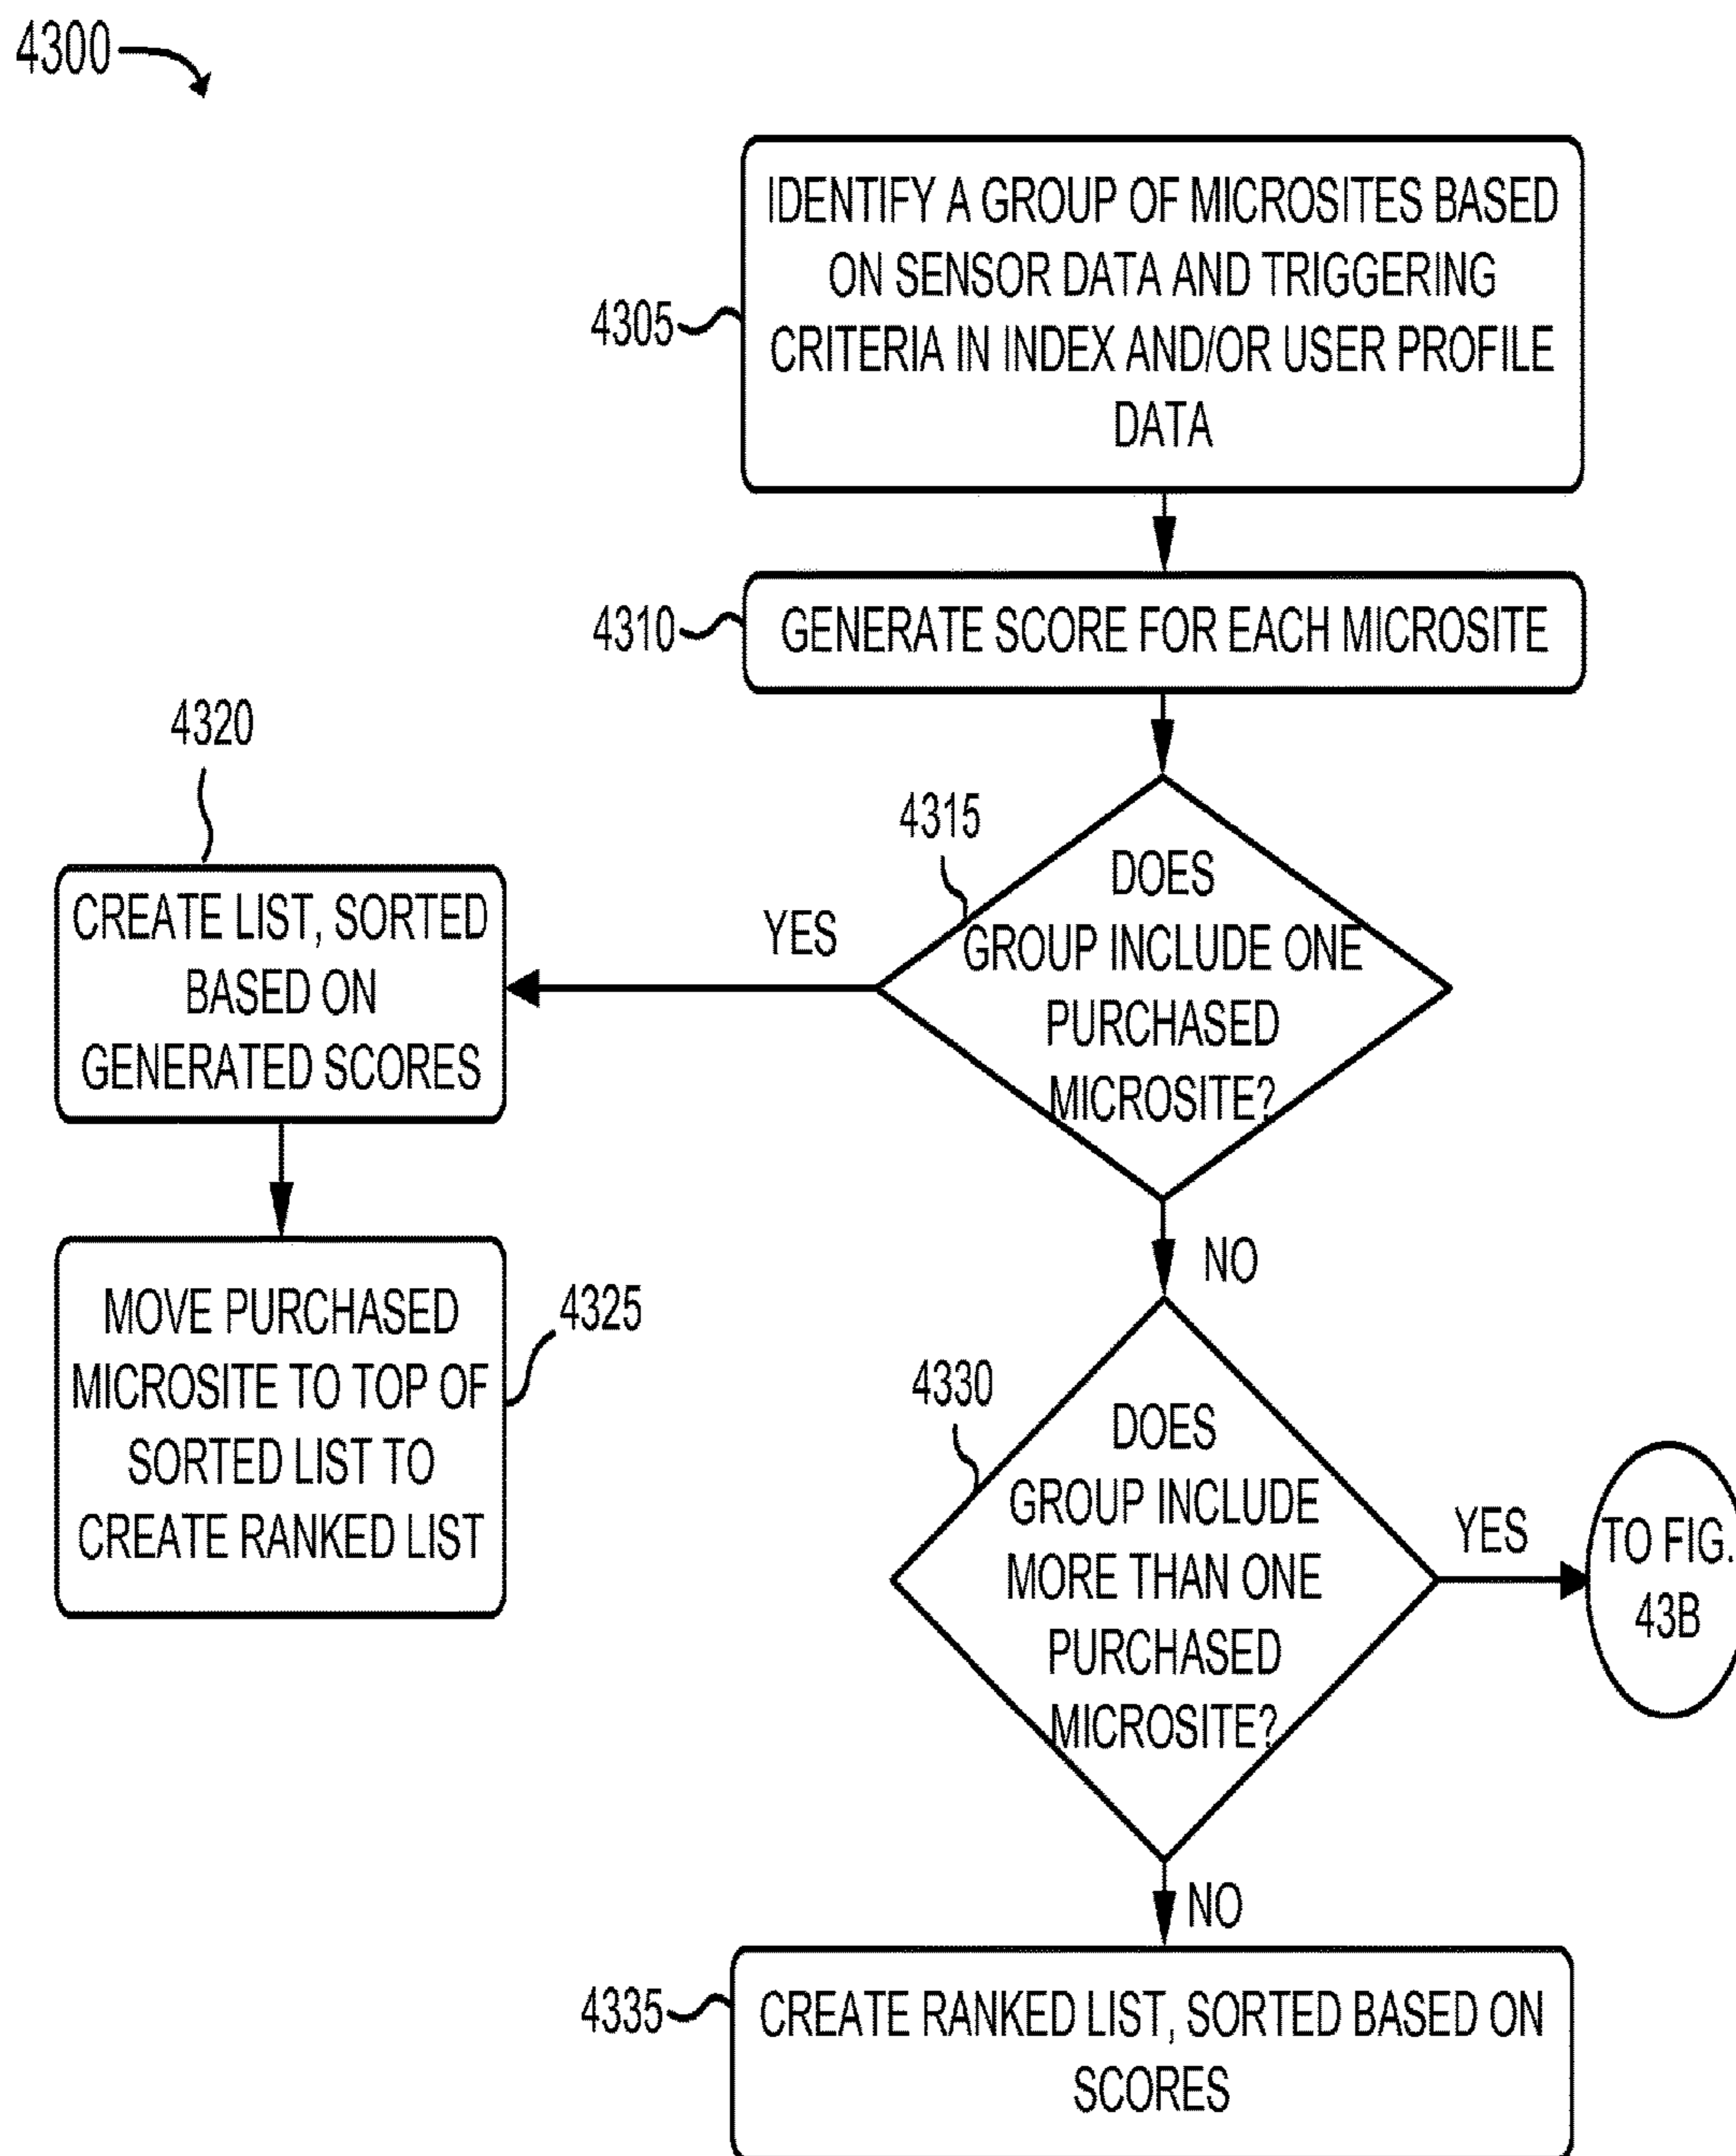 4300
IDENTIFY A GROUP OF MICROSITES BASED
ON SENSOR DATA AND TRIGGERING
CRITERIA IN INDEX AND/OR USER PROFILE
DATA
4305
GENERATE SCORE FOR EACH MICROSITE
4310
4315
DOES
GROUP INCLUDE ONE
PURCHASED
MICROSITE?
YES
4320
CREATE LIST, SORTED
BASED ON
GENERATED SCORES
MOVE PURCHASED
MICROSITE TO TOP OF
SORTED LIST TO
CREATE RANKED LIST
4325
NO
4330
DOES
GROUP INCLUDE
MORE THAN ONE
PURCHASED
MICROSITE?
YES
TO FIG.
43B
NO
4335
CREATE RANKED LIST, SORTED BASED ON
SCORES